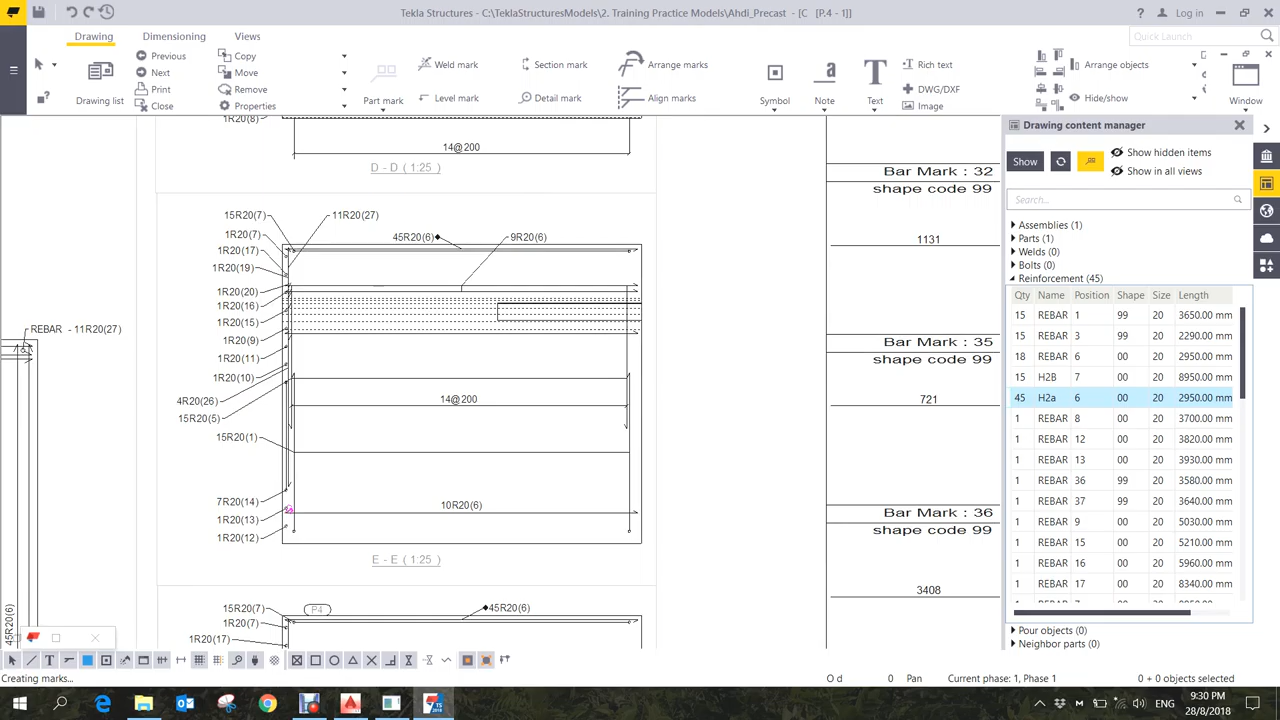 Tekla Structures - C:\TeklaStructuresModels\2. Training Practice Models\Ahdi_Precast - [C [P.4 - 1]]
Log in
Drawing
Dimensioning
Views
Quick Launch
Previous
Next
Print
Close
Drawing list
Copy
Move
Remove
Properties
Part mark
Weld mark
Level mark
Section mark
Detail mark
Arrange marks
Align marks
Symbol
Note
Text
Rich text
DWG/DXF
Image
Arrange objects
Hide/show
Window
1R20(8)
14@200
D - D ( 1:25 )
15R20(7)
11R20(27)
1R20(7)
45R20(6)
9R20(6)
1R20(17)
1R20(19)
1R20(20)
1R20(16)
1R20(15)
1R20(9)
1R20(11)
1R20(10)
4R20(26)
14@200
15R20(5)
15R20(1)
7R20(14)
10R20(6)
1R20(13)
1R20(12)
E - E ( 1:25 )
REBAR - 11R20(27)
45R20(6)
15R20(7)
P4
45R20(6)
1R20(7)
1R20(17)
Bar Mark : 32
shape code 99
1131
Bar Mark : 35
shape code 99
721
Bar Mark : 36
shape code 99
3408
Drawing content manager
Show
Show hidden items
Show in all views
Search...
Assemblies (1)
Parts (1)
Welds (0)
Bolts (0)
Reinforcement (45)
Qty Name Position Shape Size Length
15 REBAR 1 99 20 3650.00 mm
15 REBAR 3 99 20 2290.00 mm
18 REBAR 6 00 20 2950.00 mm
15 H2B 7 00 20 8950.00 mm
45 H2a 6 00 20 2950.00 mm
1 REBAR 8 00 20 3700.00 mm
1 REBAR 12 00 20 3820.00 mm
1 REBAR 13 00 20 3930.00 mm
1 REBAR 36 99 20 3580.00 mm
1 REBAR 37 99 20 3640.00 mm
1 REBAR 9 00 20 5030.00 mm
1 REBAR 15 00 20 5210.00 mm
1 REBAR 16 00 20 5960.00 mm
1 REBAR 17 00 20 8340.00 mm
Pour objects (0)
Neighbor parts (0)
Creating marks...
O d
0
Pan
Current phase: 1, Phase 1
0 + 0 objects selected
ENG
9:30 PM
28/8/2018